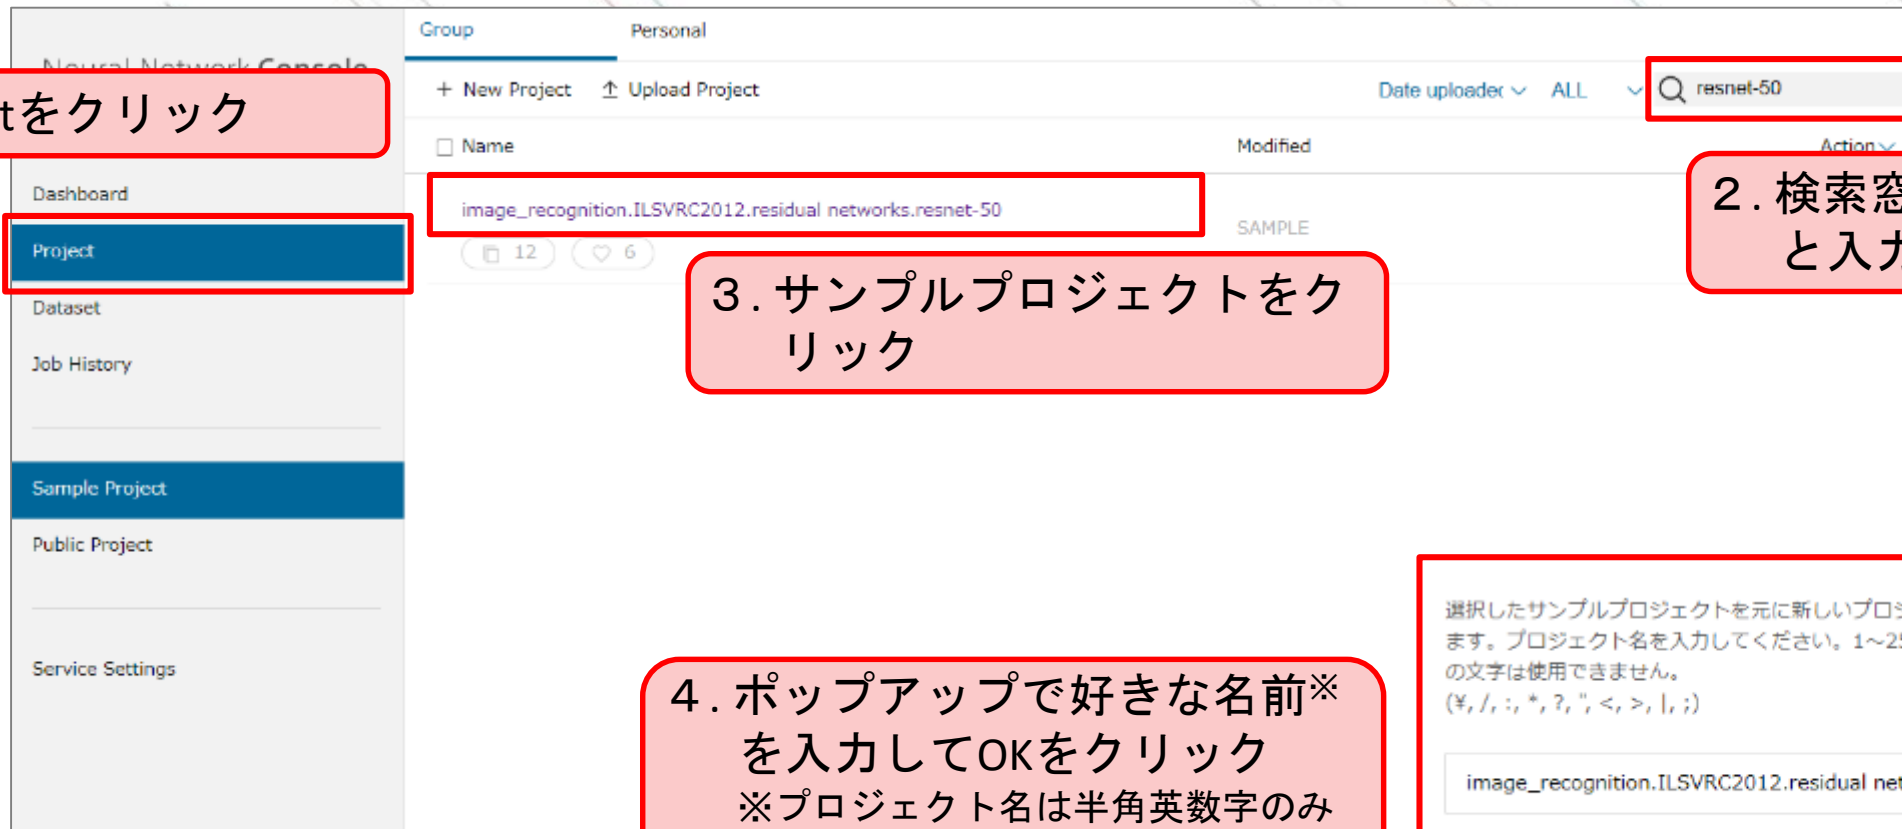 Group
Personal
Neural Network Console
tをクリック
+ New Project
Upload Project
Date uploader
ALL
resnet-50
Name
Modified
Action
Dashboard
Project
Dataset
Job History
Sample Project
Public Project
Service Settings
image_recognition.ILSVRC2012.residual networks.resnet-50
12
6
SAMPLE
２. 検索窓
と入力
３. サンプルプロジェクトをク
リック
４. ポップアップで好きな名前※
を入力してOKをクリック
※プロジェクト名は半角英数字のみ
選択したサンプルプロジェクトを元に新しいプロジ
ます。プロジェクト名を入力してください。1～25
の文字は使用できません。
(¥, /, :, *, ?, ", <, >, |, ;)
image_recognition.ILSVRC2012.residual net